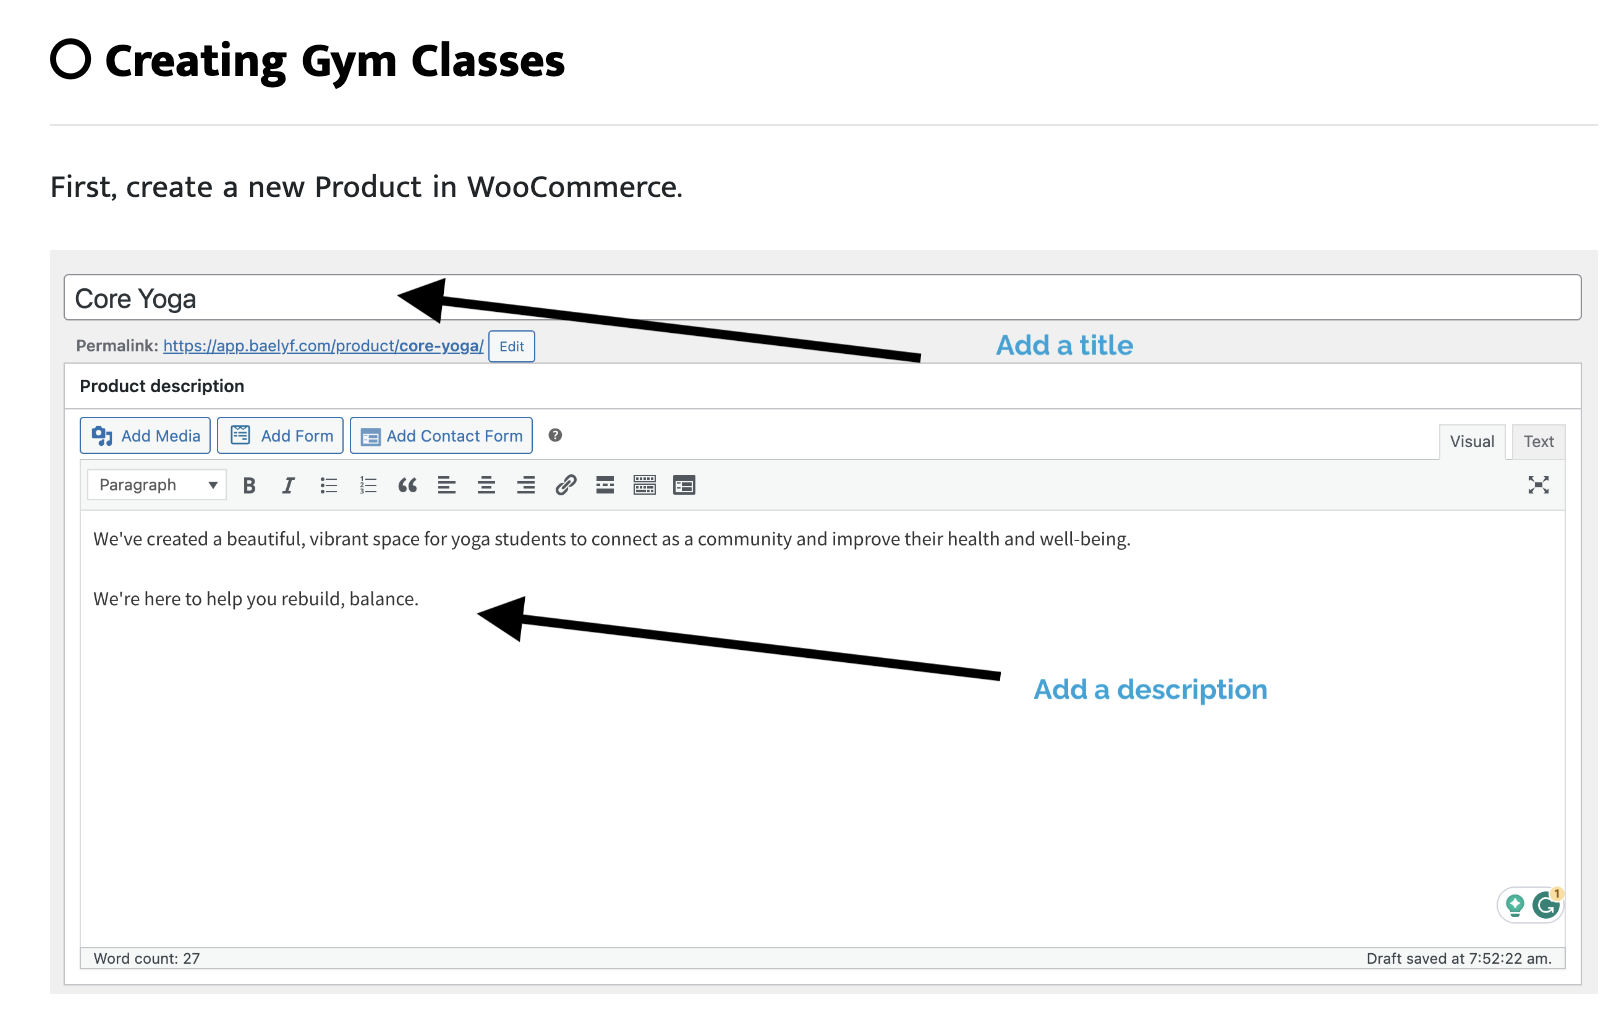 Creating Gym Classes
First, create a new Product in WooCommerce.
Core Yoga
Permalink: https://app.baelyf.com/product/core-yoga/ Edit
Add a title
Product description
Add Media Add Form Add Contact Form ?
Visual Text
Paragraph B I
We've created a beautiful, vibrant space for yoga students to connect as a community and improve their health and well-being.
We're here to help you rebuild, balance.
Add a description
1
Word count: 27 Draft saved at 7:52:22 am.